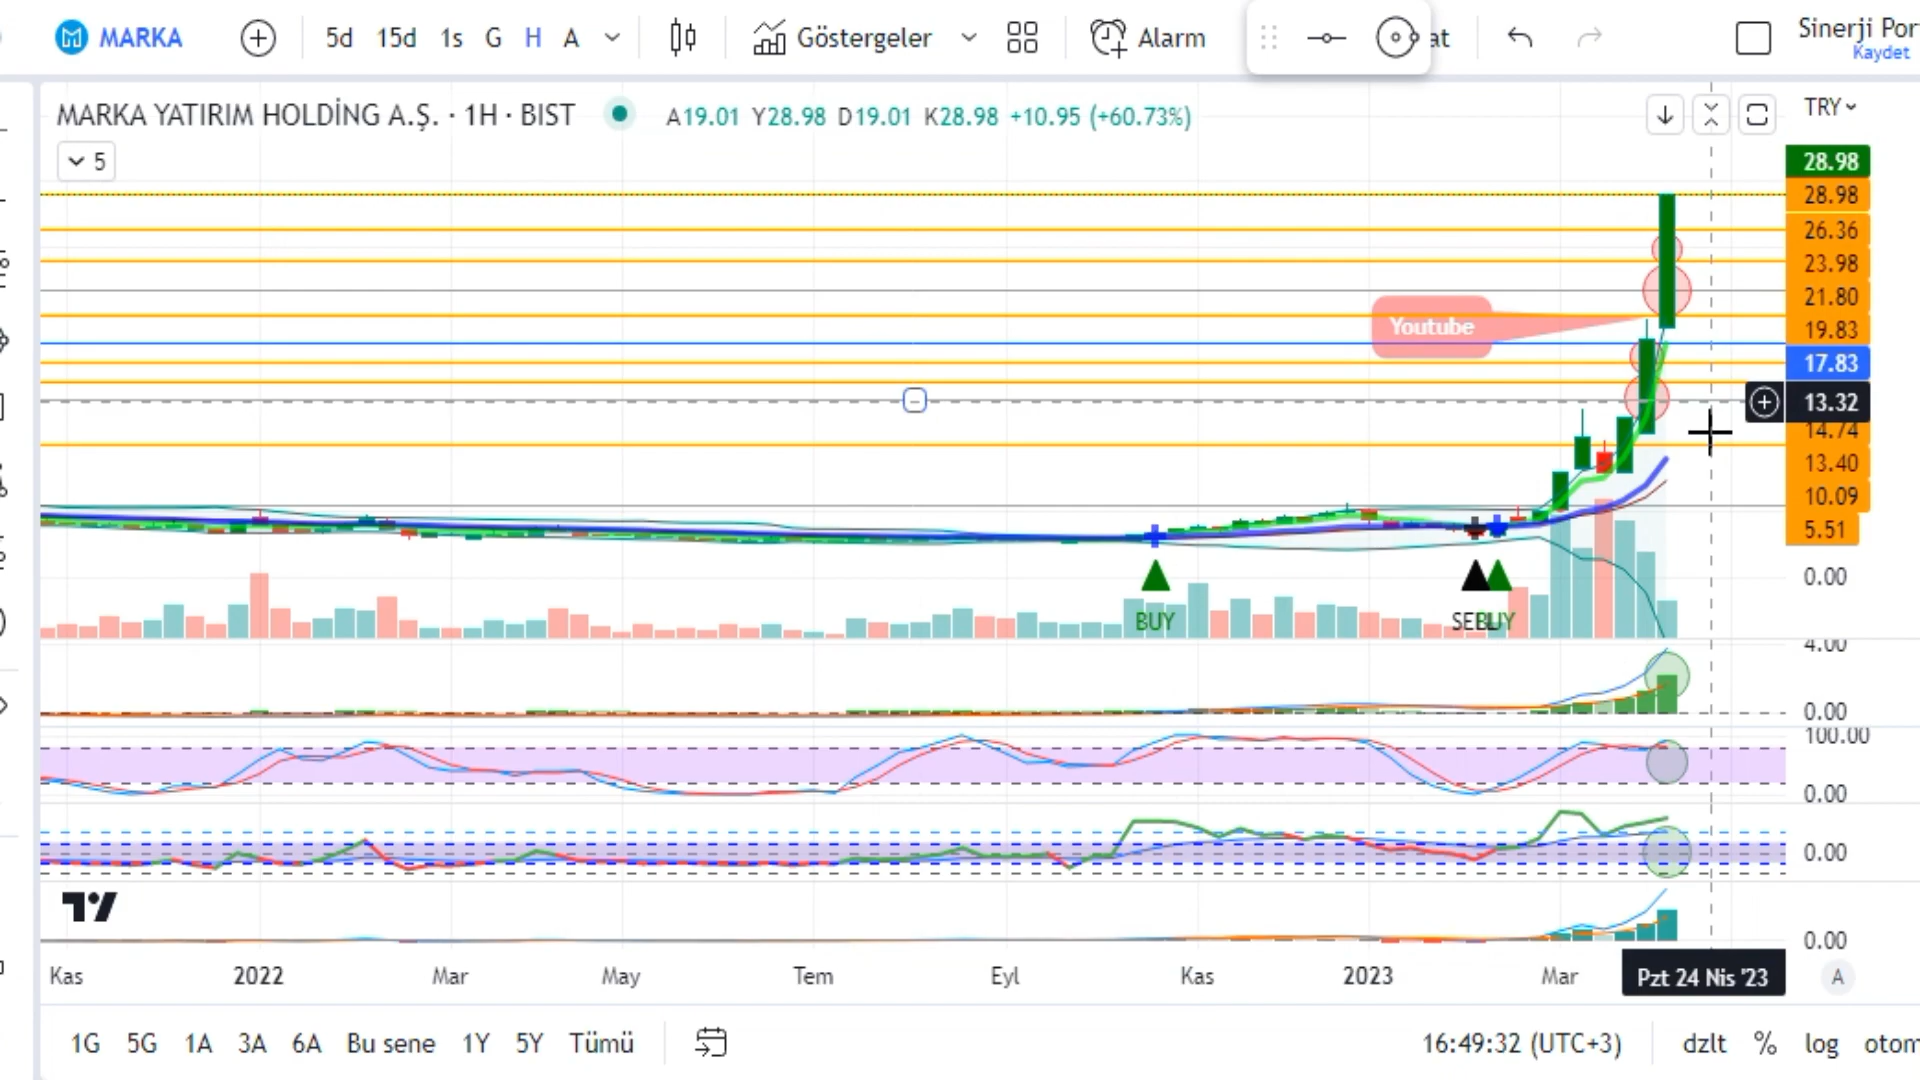 MARKA 5d 15d 1s G H A Göstergeler Alarm at Sinerji Por
Kaydet
MARKA YATIRIM HOLDİNG A.Ş. · 1H · BIST A19.01 Y28.98 D19.01 K28.98 +10.95 (+60.73%) TRY
5
28.98
28.98
26.36
23.98
21.80
Youtube
19.83
17.83
13.32
14.74
13.40
10.09
5.51
0.00
BUY SELL BUY
4.00
0.00
100.00
0.00
0.00
0.00
Kas 2022 Mar May Tem Eyl Kas 2023 Mar Pzt 24 Nis '23 A
1G 5G 1A 3A 6A Bu sene 1Y 5Y Tümü 16:49:32 (UTC+3) dzlt % log otom